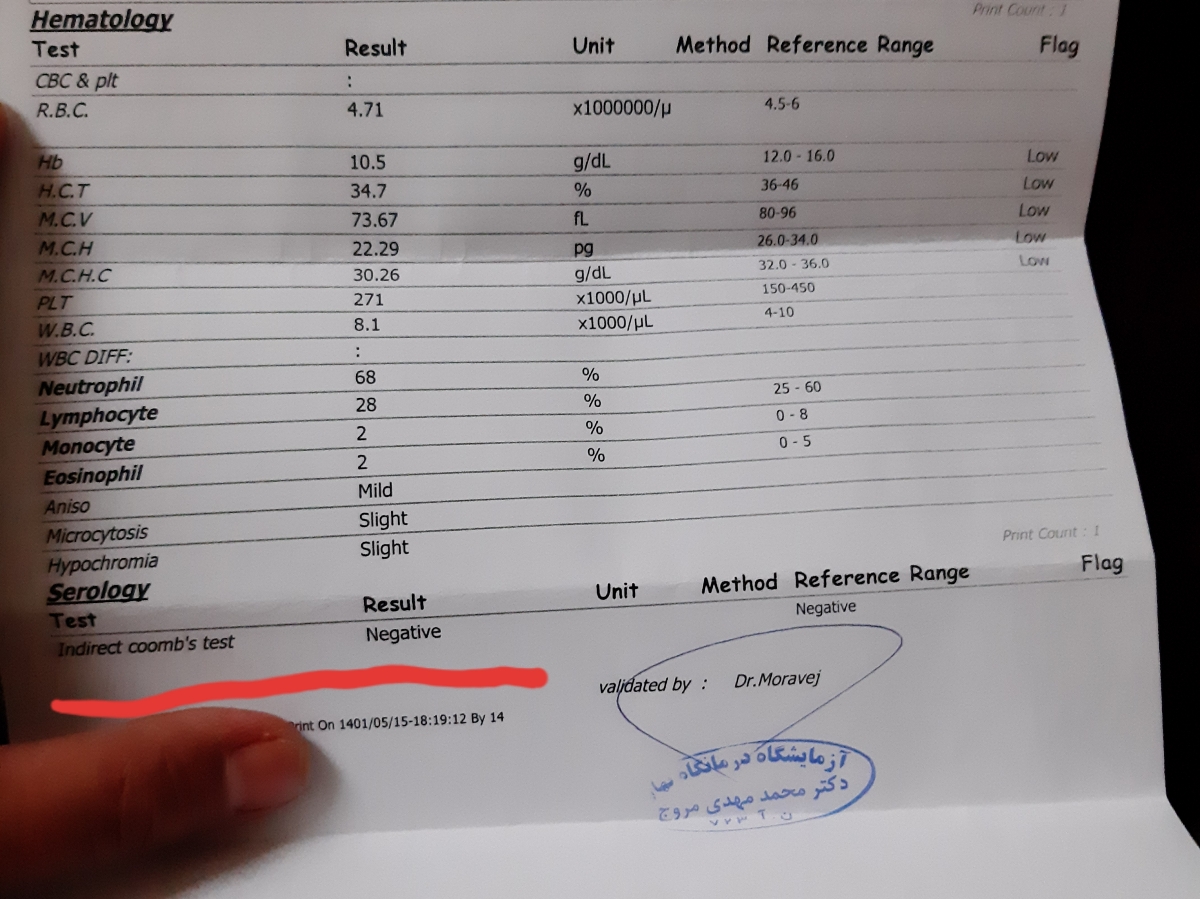 Print Count : 1
Hematology
Test Result Unit Method Reference Range Flag
CBC & plt :
R.B.C. 4.71 x1000000/µ 4.5-6
Hb 10.5 g/dL 12.0 - 16.0 Low
H.C.T 34.7 % 36-46 Low
M.C.V 73.67 fL 80-96 Low
M.C.H 22.29 pg 26.0-34.0 Low
M.C.H.C 30.26 g/dL 32.0 - 36.0 Low
PLT 271 x1000/µL 150-450
W.B.C. 8.1 x1000/µL 4-10
WBC DIFF: :
Neutrophil 68 %
Lymphocyte 28 % 25 - 60
Monocyte 2 % 0 - 8
Eosinophil 2 % 0 - 5
Aniso Mild
Microcytosis Slight
Hypochromia Slight
Print Count : 1
Serology
Test Result Unit Method Reference Range Flag
Indirect coomb's test Negative Negative
validated by : Dr.Moravej
Print On 1401/05/15-18:19:12 By 14
آزمایشگاه درمانگاه
دکتر محمد مهدی مروج
ن . آ ۷۲۳